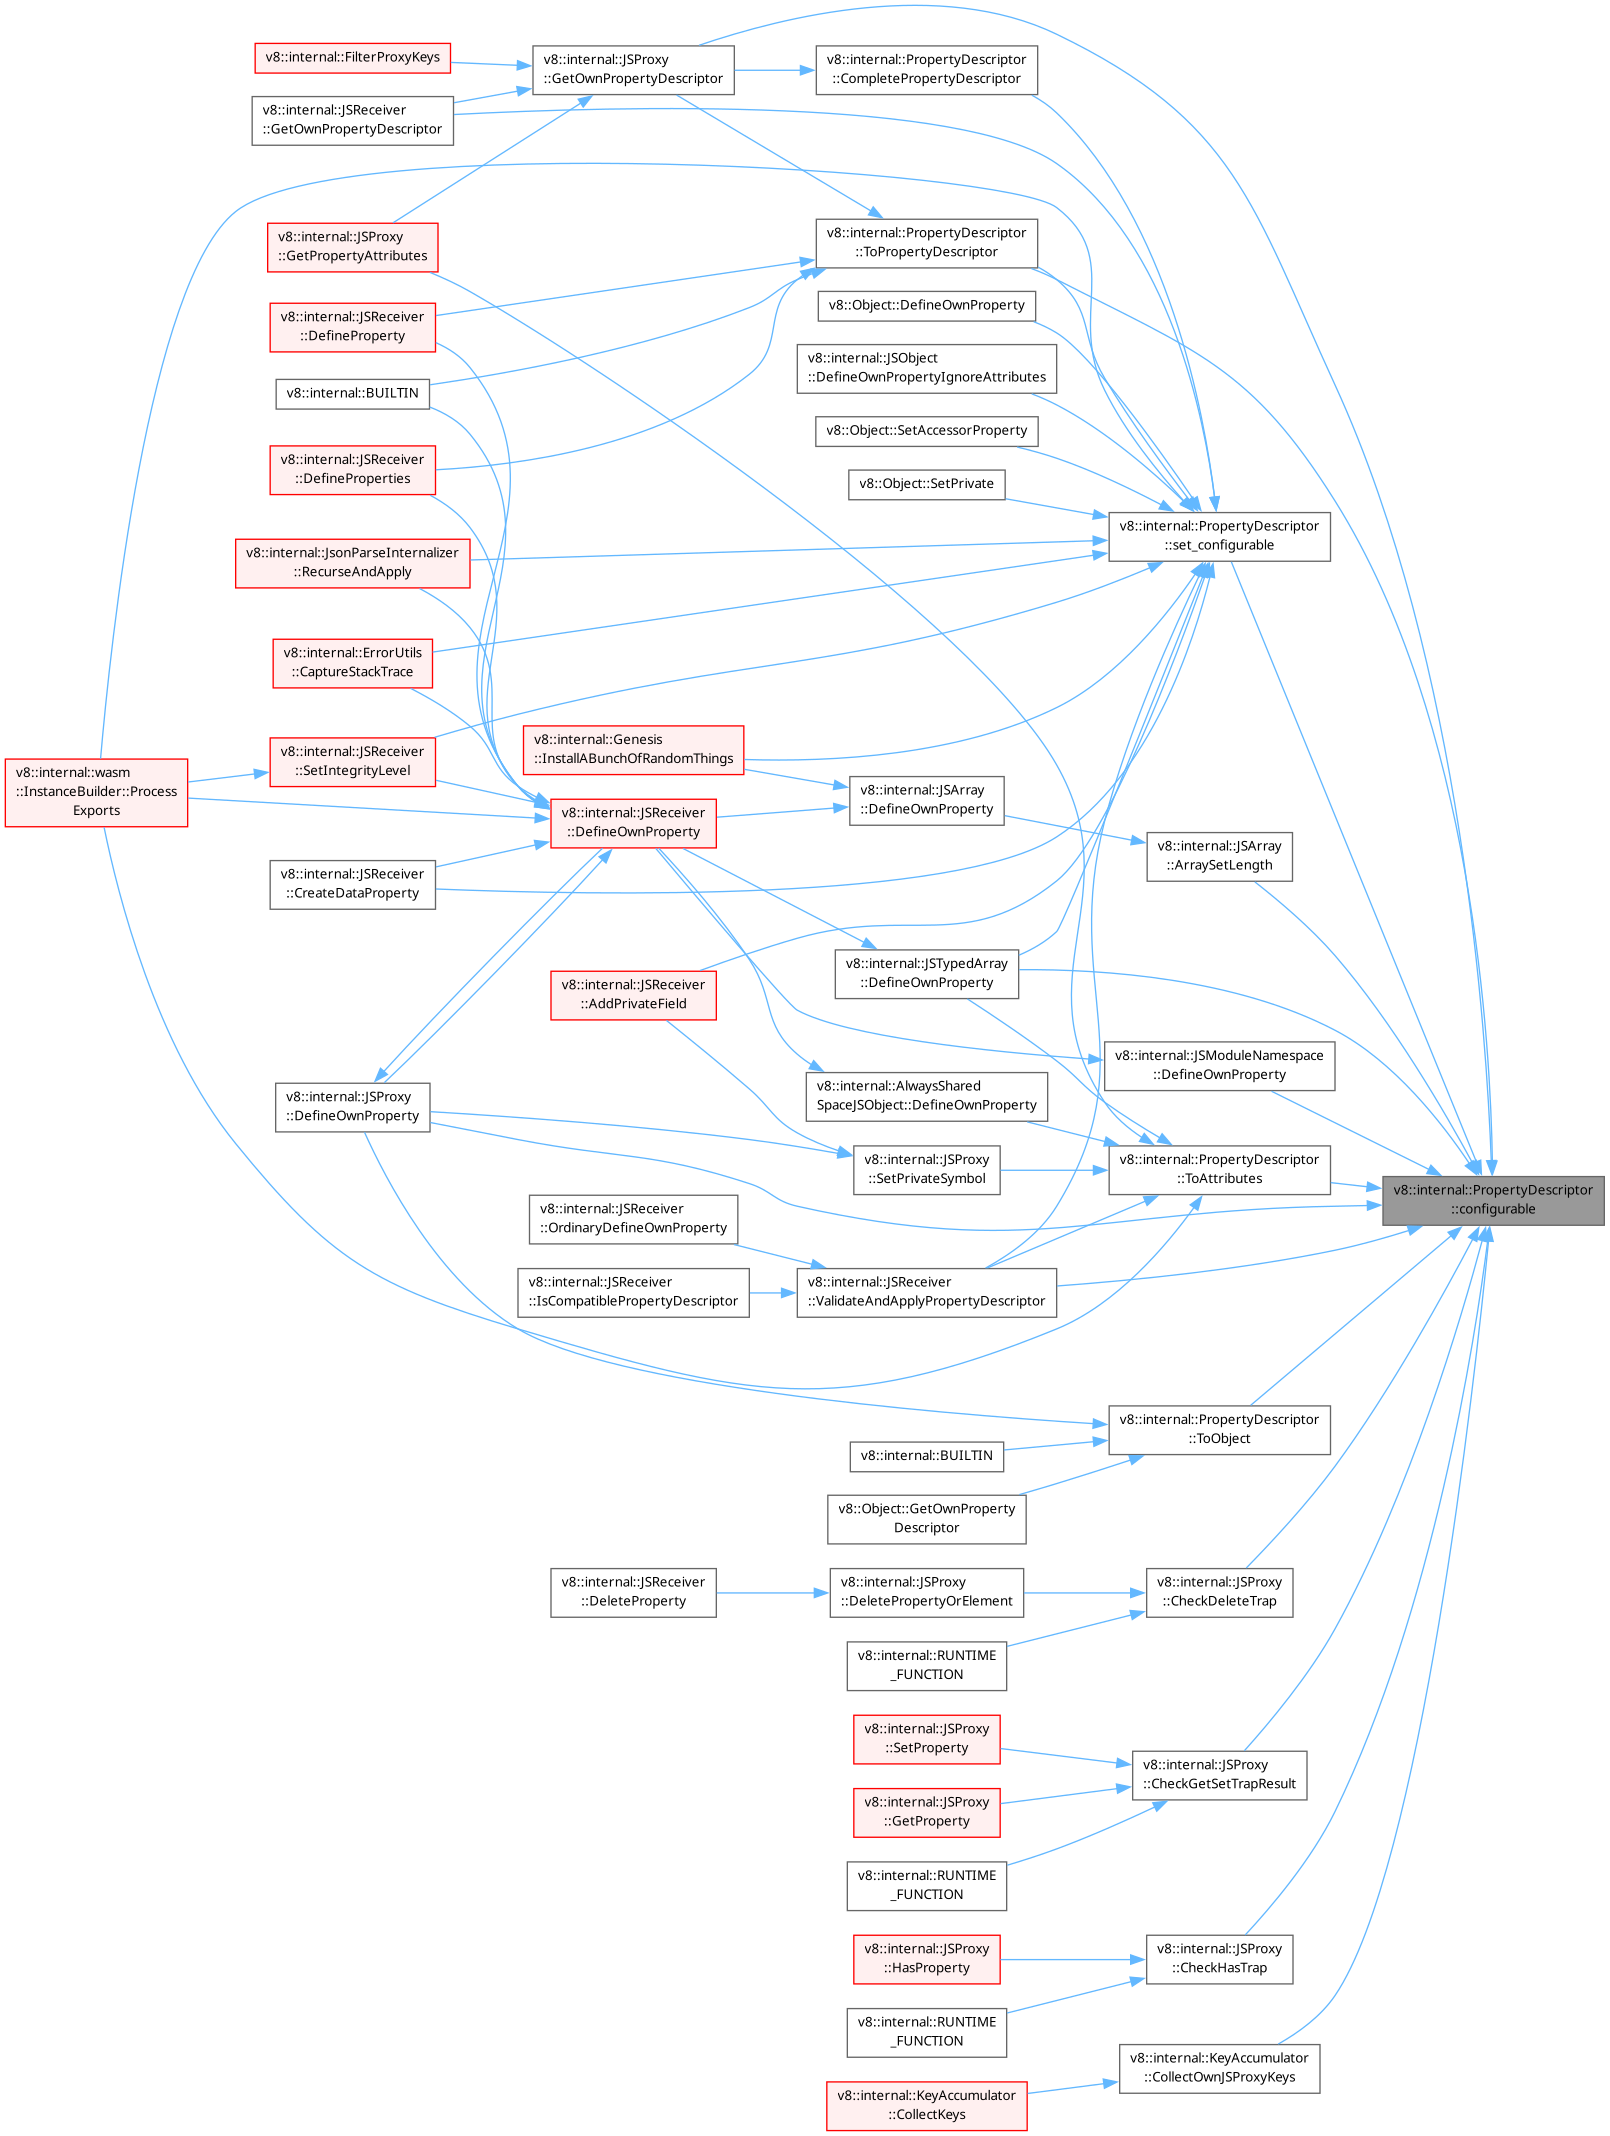 v8::internal::FilterProxyKeys
v8::internal::JSProxy
::GetOwnPropertyDescriptor
v8::internal::PropertyDescriptor
::CompletePropertyDescriptor
v8::internal::JSReceiver
::GetOwnPropertyDescriptor
v8::internal::JSProxy
::GetPropertyAttributes
v8::internal::PropertyDescriptor
::ToPropertyDescriptor
v8::internal::JSReceiver
::DefineProperty
v8::Object::DefineOwnProperty
v8::internal::JSObject
::DefineOwnPropertyIgnoreAttributes
v8::internal::BUILTIN
v8::Object::SetAccessorProperty
v8::internal::JSReceiver
::DefineProperties
v8::Object::SetPrivate
v8::internal::PropertyDescriptor
::set_configurable
v8::internal::JsonParseInternalizer
::RecurseAndApply
v8::internal::ErrorUtils
::CaptureStackTrace
v8::internal::Genesis
::InstallABunchOfRandomThings
v8::internal::JSReceiver
::SetIntegrityLevel
v8::internal::wasm
::InstanceBuilder::Process
Exports
v8::internal::JSArray
::DefineOwnProperty
v8::internal::JSReceiver
::DefineOwnProperty
v8::internal::JSArray
::ArraySetLength
v8::internal::JSReceiver
::CreateDataProperty
v8::internal::JSTypedArray
::DefineOwnProperty
v8::internal::JSReceiver
::AddPrivateField
v8::internal::JSModuleNamespace
::DefineOwnProperty
v8::internal::JSProxy
::DefineOwnProperty
v8::internal::AlwaysShared
SpaceJSObject::DefineOwnProperty
v8::internal::JSProxy
::SetPrivateSymbol
v8::internal::PropertyDescriptor
::ToAttributes
v8::internal::PropertyDescriptor
::configurable
v8::internal::JSReceiver
::OrdinaryDefineOwnProperty
v8::internal::JSReceiver
::IsCompatiblePropertyDescriptor
v8::internal::JSReceiver
::ValidateAndApplyPropertyDescriptor
v8::internal::PropertyDescriptor
::ToObject
v8::internal::BUILTIN
v8::Object::GetOwnProperty
Descriptor
v8::internal::JSReceiver
::DeleteProperty
v8::internal::JSProxy
::DeletePropertyOrElement
v8::internal::JSProxy
::CheckDeleteTrap
v8::internal::RUNTIME
_FUNCTION
v8::internal::JSProxy
::SetProperty
v8::internal::JSProxy
::CheckGetSetTrapResult
v8::internal::JSProxy
::GetProperty
v8::internal::RUNTIME
_FUNCTION
v8::internal::JSProxy
::HasProperty
v8::internal::JSProxy
::CheckHasTrap
v8::internal::RUNTIME
_FUNCTION
v8::internal::KeyAccumulator
::CollectOwnJSProxyKeys
v8::internal::KeyAccumulator
::CollectKeys